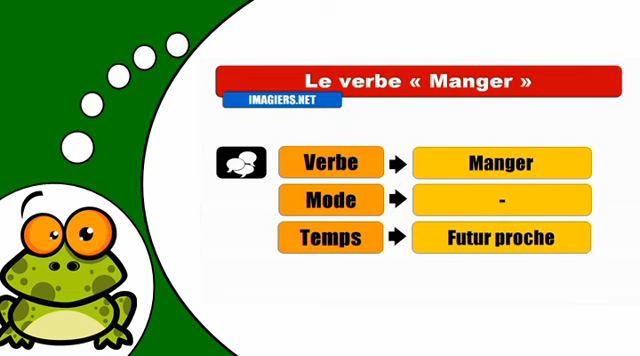 Le verbe « Manger »
IMAGIERS.NET
Verbe Manger
Mode -
Temps Futur proche